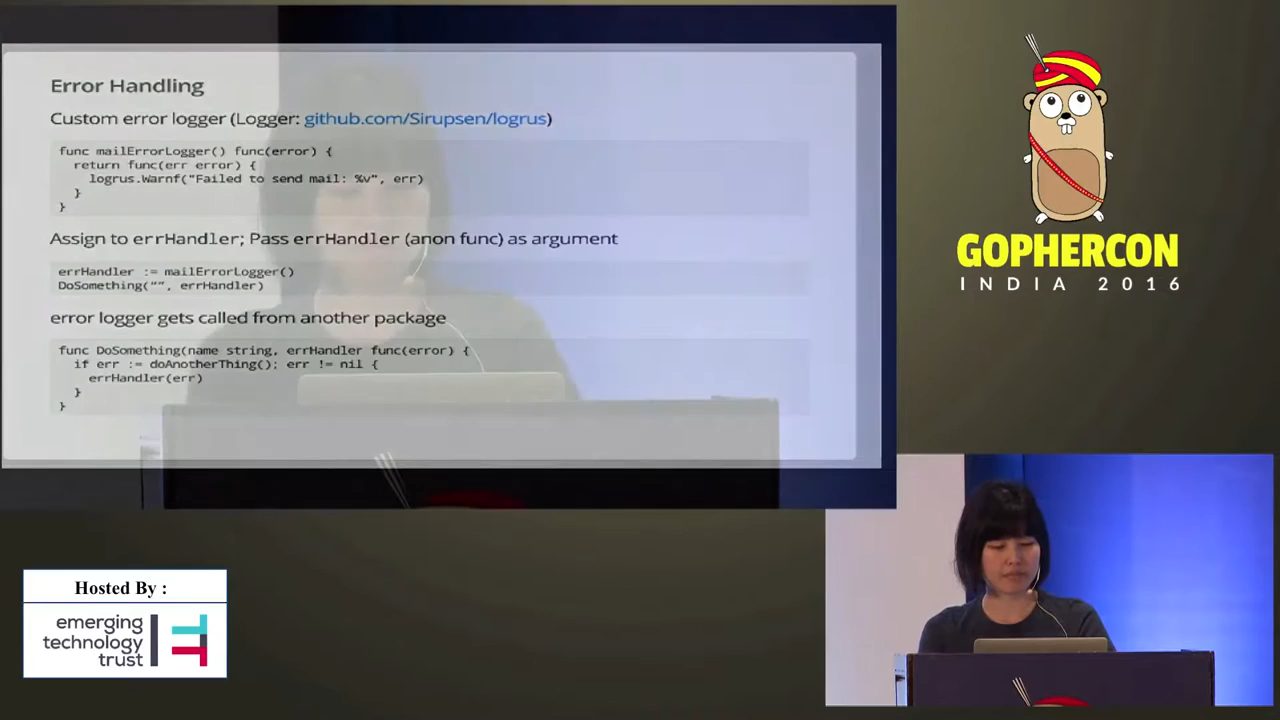 Error Handling
Custom error logger (Logger: github.com/Sirupsen/logrus)
func mailErrorLogger() func(error) {
return func(err error) {
logrus.Warnf("Failed to send mail: %v", err)
}
}
Assign to errHandler; Pass errHandler (anon func) as argument
errHandler := mailErrorLogger()
DoSomething("", errHandler)
error logger gets called from another package
func DoSomething(name string, errHandler func(error) {
if err := doAnotherThing(); err != nil {
errHandler(err)
}
}
GOPHERCON
INDIA 2016
Hosted By :
emerging
technology
trust